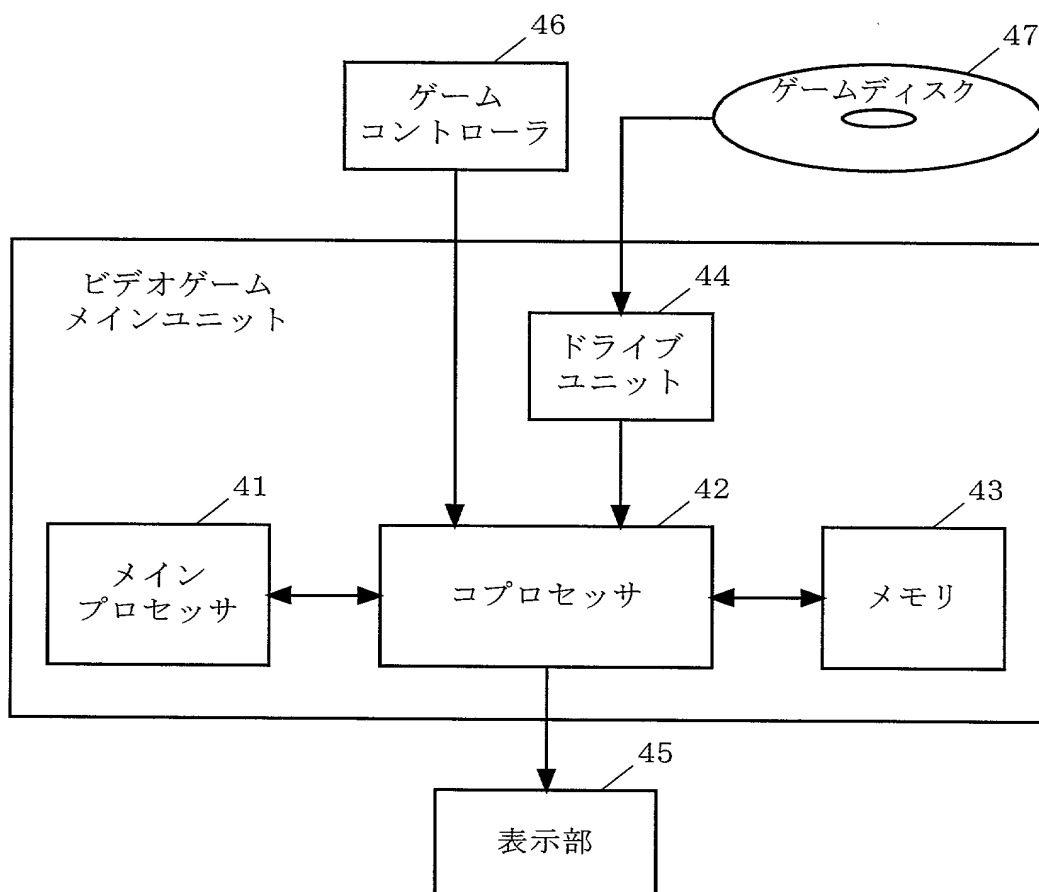 46
ゲーム
コントローラ
47
ゲームディスク
ビデオゲーム
メインユニット
44
ドライブ
ユニット
41
メイン
プロセッサ
42
コプロセッサ
43
メモリ
45
表示部